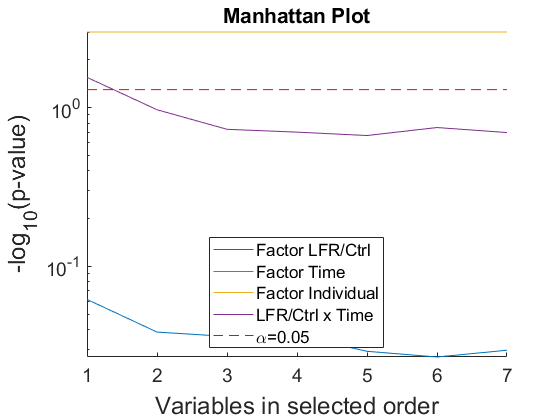 Manhattan Plot
-log10(p-value)
10^0
10^-1
Factor LFR/Ctrl
Factor Time
Factor Individual
LFR/Ctrl x Time
α=0.05
1 2 3 4 5 6 7
Variables in selected order